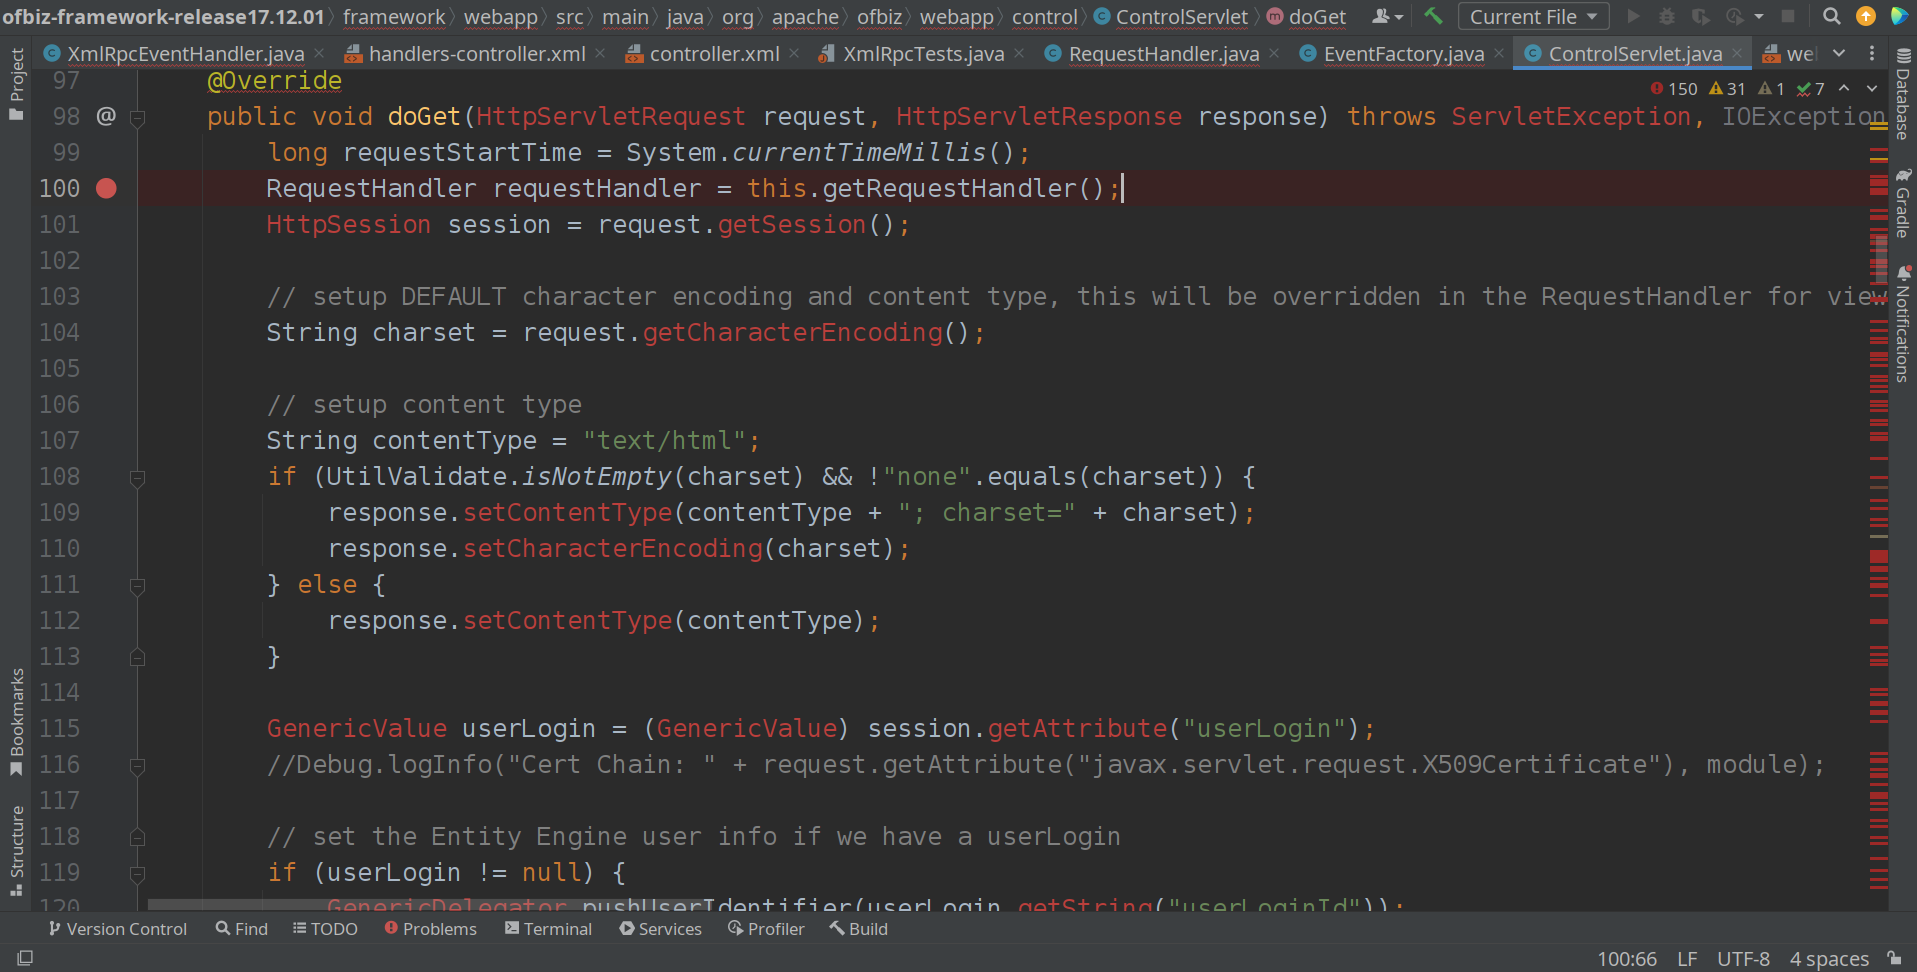 ofbiz-framework-release17.12.01 framework webapp src main java org apache ofbiz webapp control ControlServlet doGet Current File
XmlRpcEventHandler.java handlers-controller.xml controller.xml XmlRpcTests.java RequestHandler.java EventFactory.java ControlServlet.java we
150 31 1 7
97 @Override
98 @ public void doGet(HttpServletRequest request, HttpServletResponse response) throws ServletException, IOException
99 long requestStartTime = System.currentTimeMillis();
100 RequestHandler requestHandler = this.getRequestHandler();
101 HttpSession session = request.getSession();
102
103 // setup DEFAULT character encoding and content type, this will be overridden in the RequestHandler for view
104 String charset = request.getCharacterEncoding();
105
106 // setup content type
107 String contentType = "text/html";
108 if (UtilValidate.isNotEmpty(charset) && !"none".equals(charset)) {
109 response.setContentType(contentType + "; charset=" + charset);
110 response.setCharacterEncoding(charset);
111 } else {
112 response.setContentType(contentType);
113 }
114
115 GenericValue userLogin = (GenericValue) session.getAttribute("userLogin");
116 //Debug.logInfo("Cert Chain: " + request.getAttribute("javax.servlet.request.X509Certificate"), module);
117
118 // set the Entity Engine user info if we have a userLogin
119 if (userLogin != null) {
120 GenericDelegator.pushUserIdentifier(userLogin.getString("userLoginId"));
Project
Bookmarks
Structure
Database
Gradle
Notifications
Version Control Find TODO Problems Terminal Services Profiler Build
100:66 LF UTF-8 4 spaces